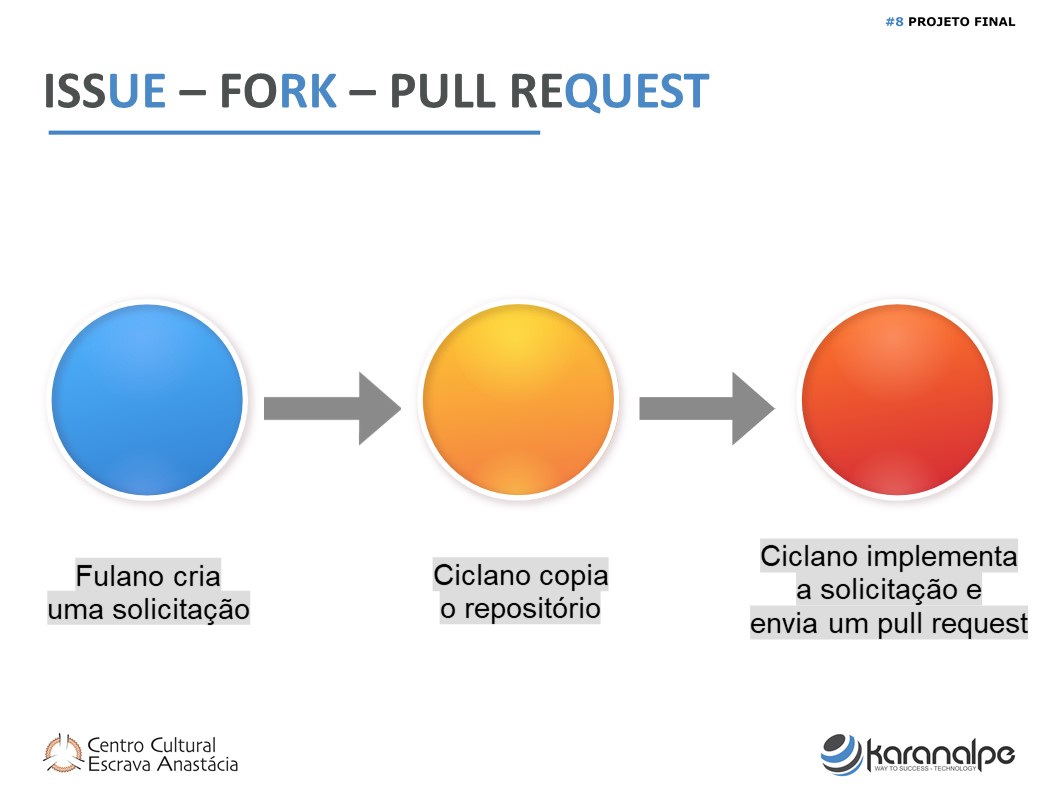 #8 PROJETO FINAL
ISSUE – FORK – PULL REQUEST
Fulano cria
uma solicitação
Ciclano copia
o repositório
Ciclano implementa
a solicitação e
envia um pull request
Centro Cultural
Escrava Anastácia
karanalpe
WAY TO SUCCESS - TECHNOLOGY